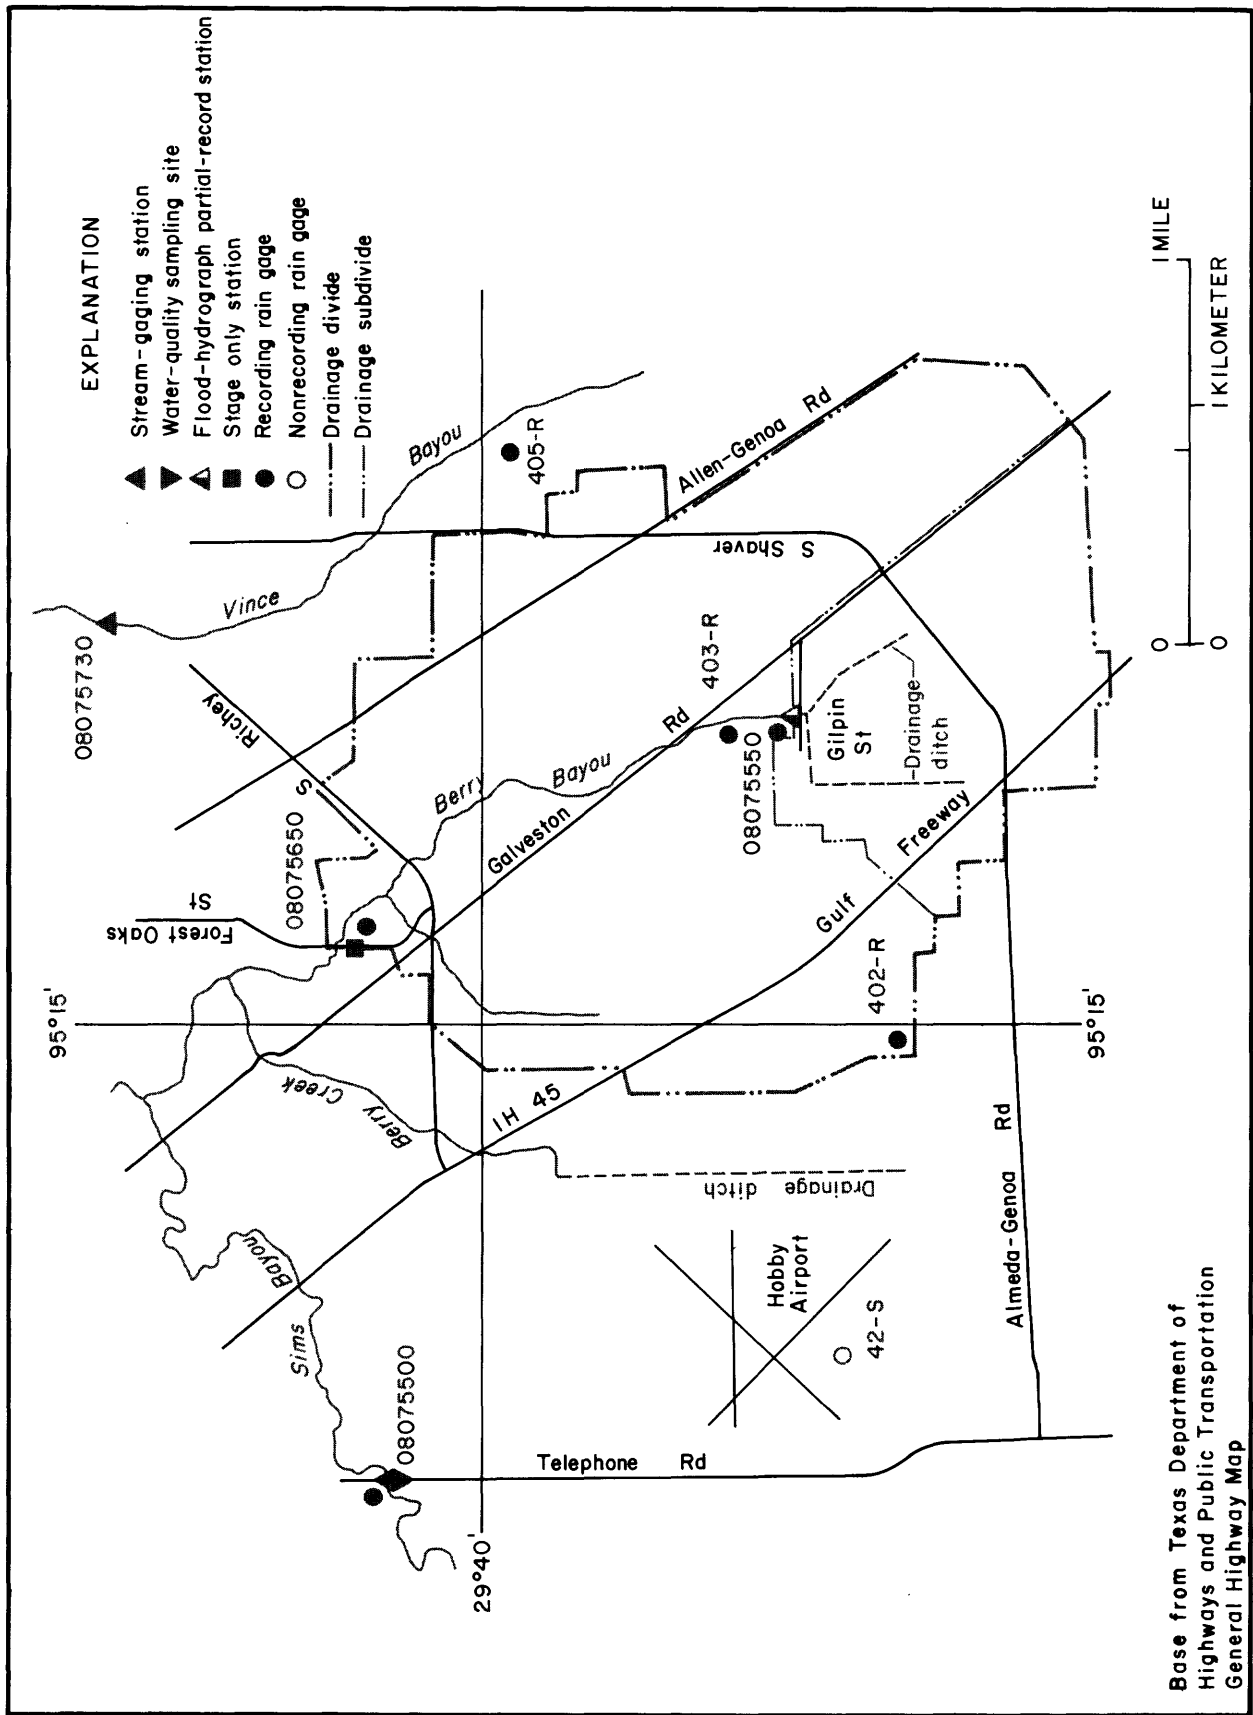 EXPLANATION
Stream-gaging station
Water-quality sampling site
Flood-hydrograph partial-record station
Stage only station
Recording rain gage
Nonrecording rain gage
Drainage divide
Drainage subdivide
08075730
Vince
Bayou
405-R
Richey
S
Allen-Genoa Rd
S Shaver
403-R
08075650
Forest Oaks
St
Berry
Bayou
Galveston
Rd
08075550
Gilpin
St
Drainage
ditch
Gulf
Freeway
402-R
95°15'
95°15'
Berry Creek
IH 45
Drainage ditch
Almeda-Genoa Rd
Hobby
Airport
42-S
Sims
Bayou
08075500
Telephone Rd
29°40'
0
1 MILE
0
1 KILOMETER
Base from Texas Department of
Highways and Public Transportation
General Highway Map